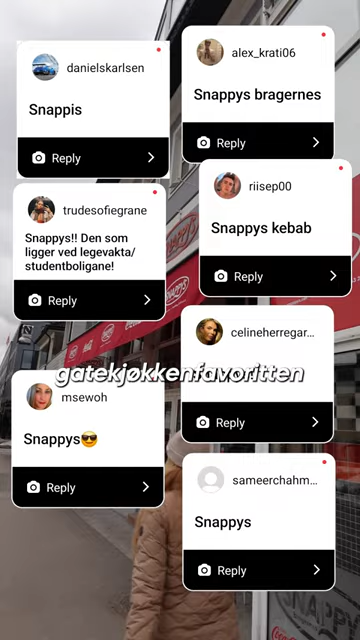 danielskarlsen
Snappis
Reply
alex_krati06
Snappys bragernes
Reply
trudesofiegrane
Snappys!! Den som
ligger ved legevakta/
studentboligane!
Reply
riisep00
Snappys kebab
Reply
celineherregar...
Reply
gatekjøkkenfavoritten
msewoh
Snappys😎
Reply
sameerchahm...
Snappys
Reply
SNAPPYS